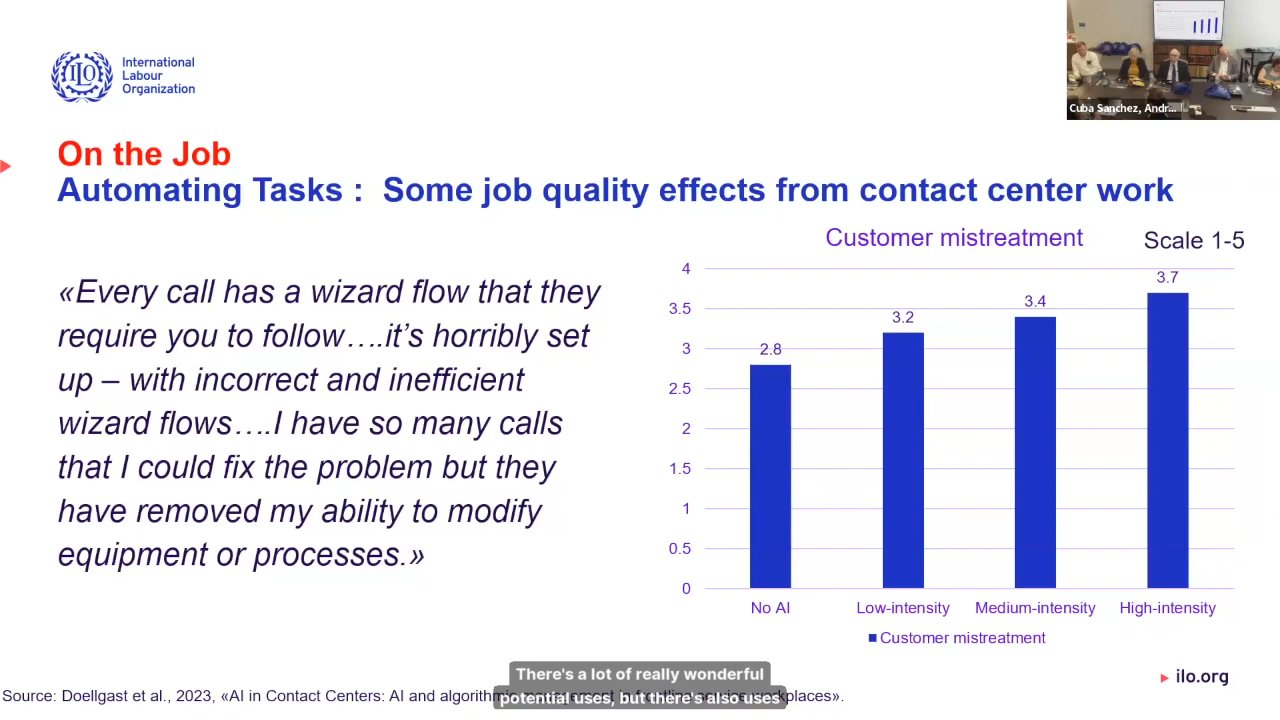 International
Labour
Organization
Cuba Sanchez, Andr...
On the Job
Automating Tasks :  Some job quality effects from contact center work
«Every call has a wizard flow that they
require you to follow….it’s horribly set
up – with incorrect and inefficient
wizard flows….I have so many calls
that I could fix the problem but they
have removed my ability to modify
equipment or processes.»
Customer mistreatment
Scale 1-5
4
3.5
3
2.5
2
1.5
1
0.5
0
2.8
3.2
3.4
3.7
No AI
Low-intensity
Medium-intensity
High-intensity
Customer mistreatment
There's a lot of really wonderful
potential uses, but there's also uses
ilo.org
Source: Doellgast et al., 2023, «AI in Contact Centers: AI and workplaces».